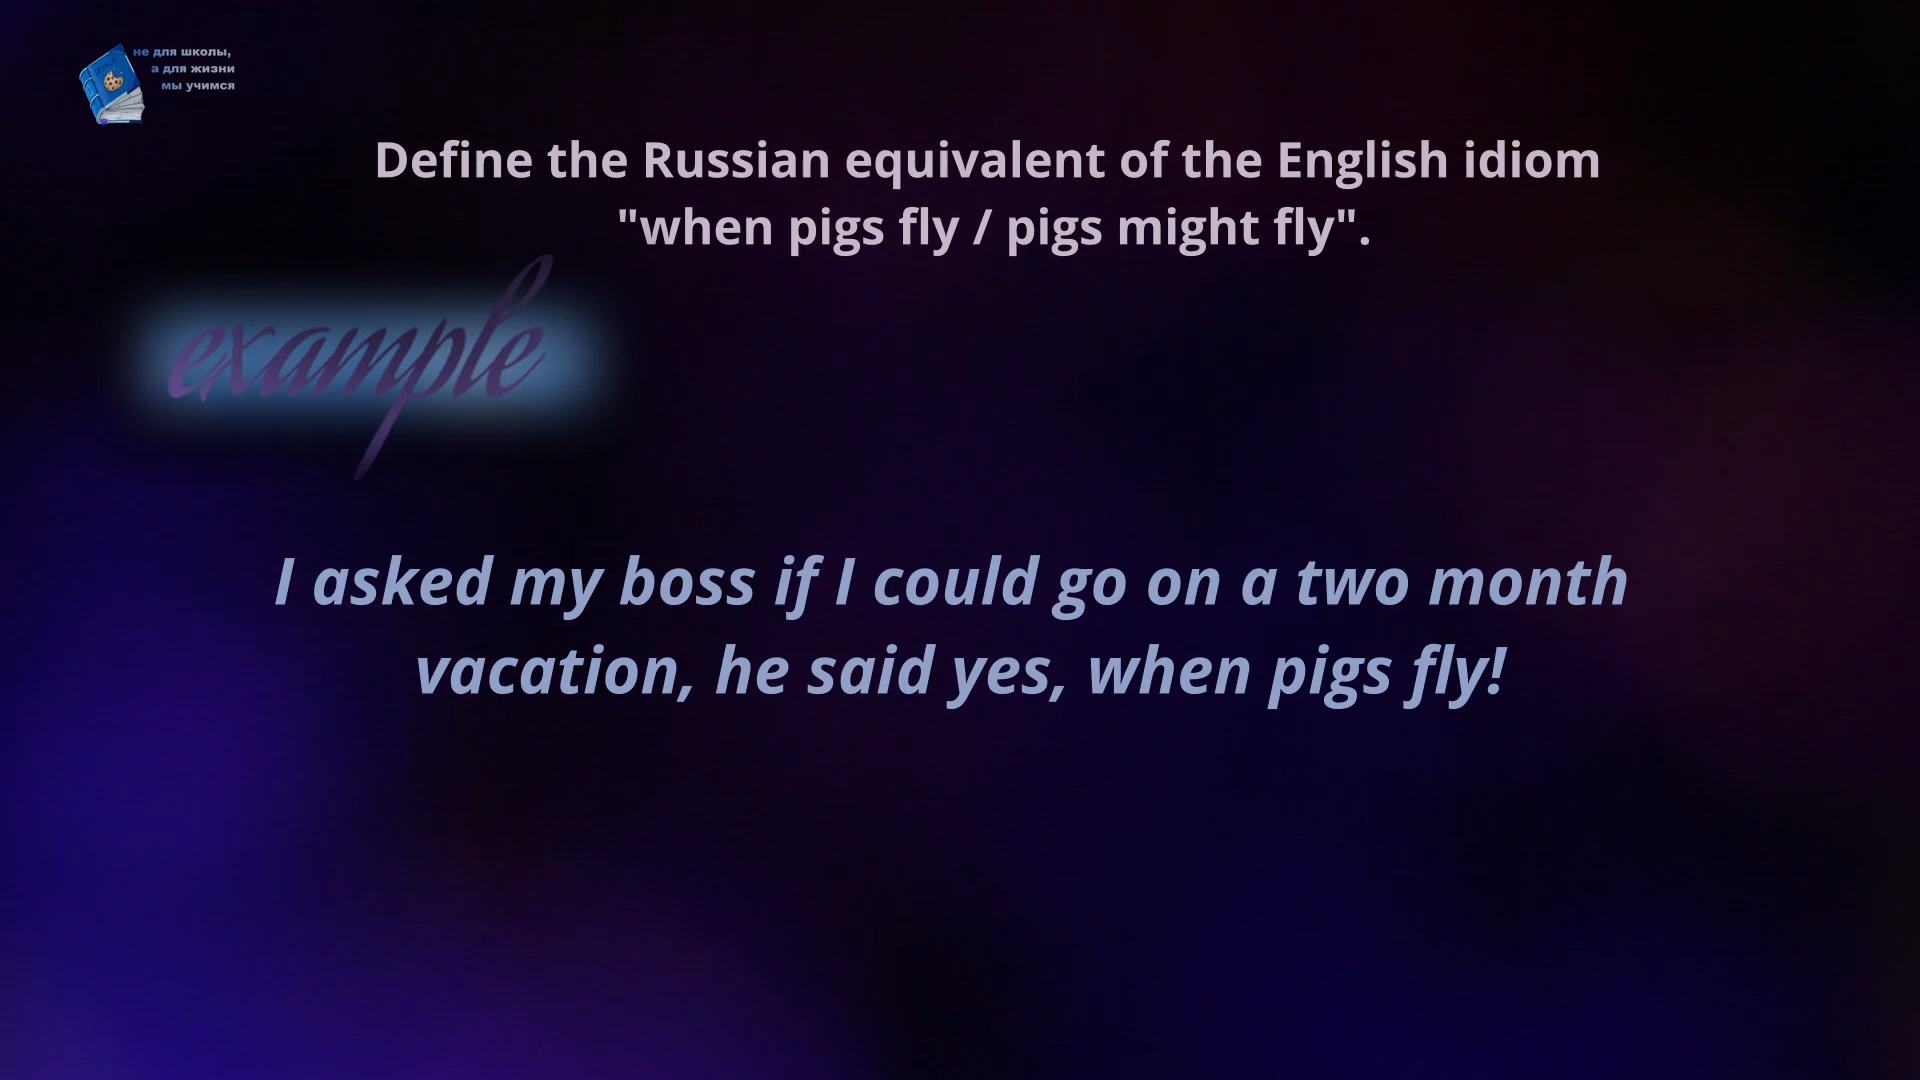 не для школы,
а для жизни
мы учимся
Define the Russian equivalent of the English idiom
"when pigs fly / pigs might fly".
example
I asked my boss if I could go on a two month
vacation, he said yes, when pigs fly!